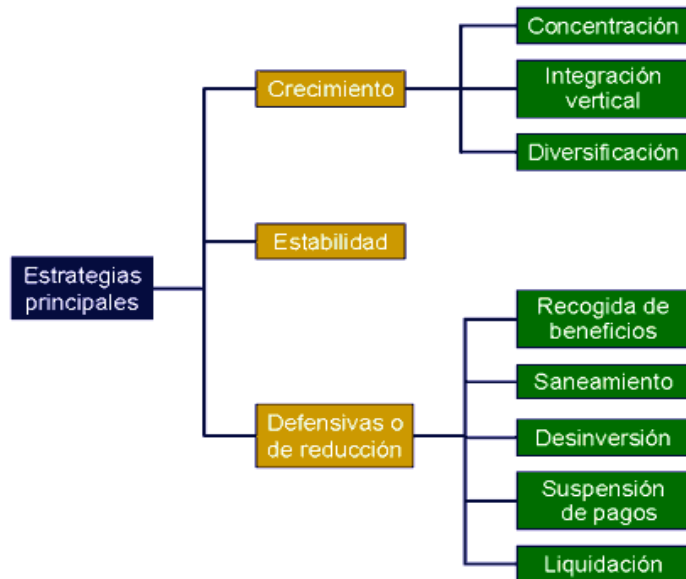 Estrategias
principales
Crecimiento
Concentración
Integración
vertical
Diversificación
Estabilidad
Defensivas o
de reducción
Recogida de
beneficios
Saneamiento
Desinversión
Suspensión
de pagos
Liquidación